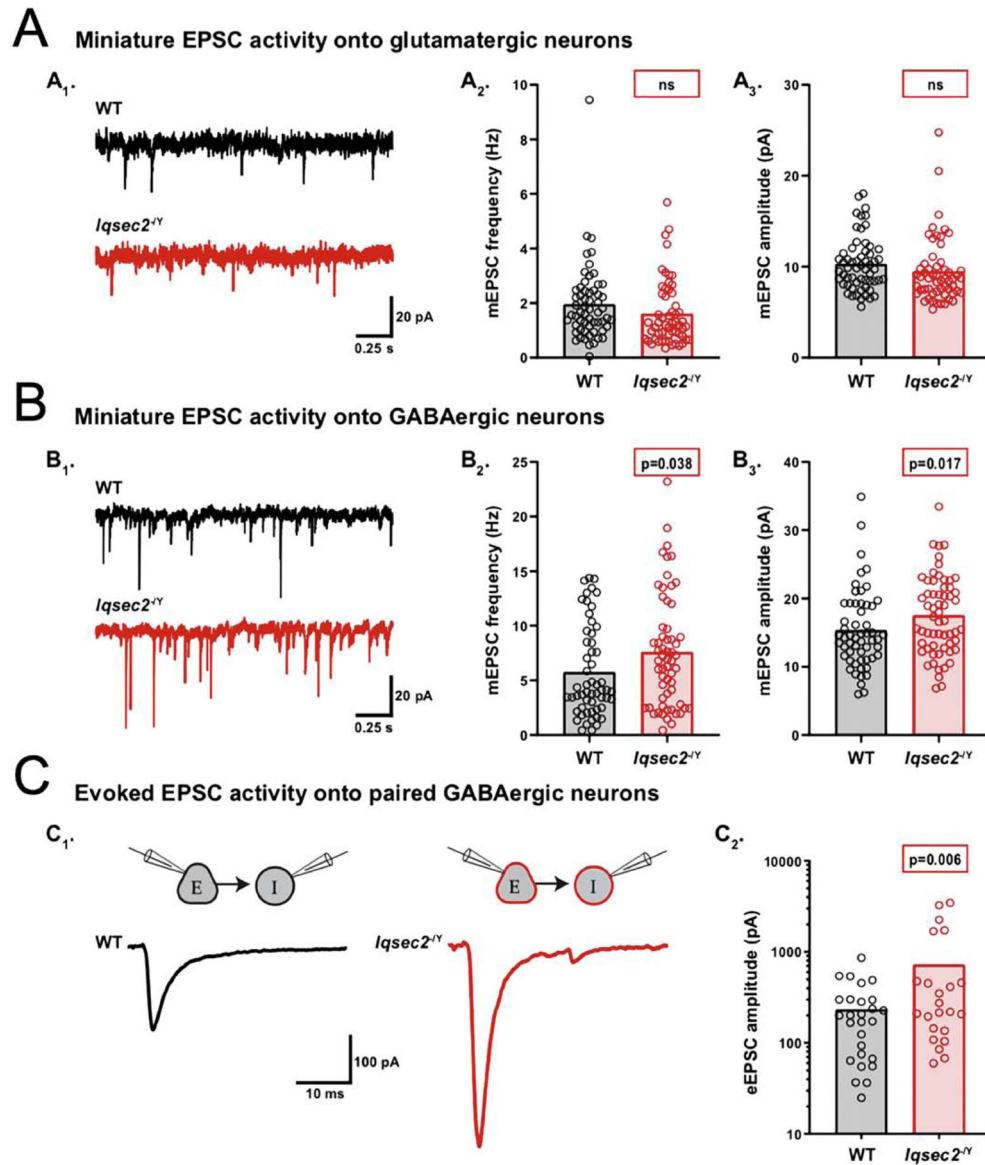 A Miniature EPSC activity onto glutamatergic neurons
A1.
WT
Iqsec2-/Y
20 pA
0.25 s
A2.
ns
mEPSC frequency (Hz)
10
8
6
4
2
0
WT Iqsec2-/Y
A3.
ns
mEPSC amplitude (pA)
30
20
10
0
WT Iqsec2-/Y
B Miniature EPSC activity onto GABAergic neurons
B1.
WT
Iqsec2-/Y
20 pA
0.25 s
B2.
p=0.038
mEPSC frequency (Hz)
25
20
15
10
5
0
WT Iqsec2-/Y
B3.
p=0.017
mEPSC amplitude (pA)
40
30
20
10
0
WT Iqsec2-/Y
C Evoked EPSC activity onto paired GABAergic neurons
C1.
E I
WT
E I
Iqsec2-/Y
100 pA
10 ms
C2.
p=0.006
eEPSC amplitude (pA)
10000
1000
100
10
WT Iqsec2-/Y